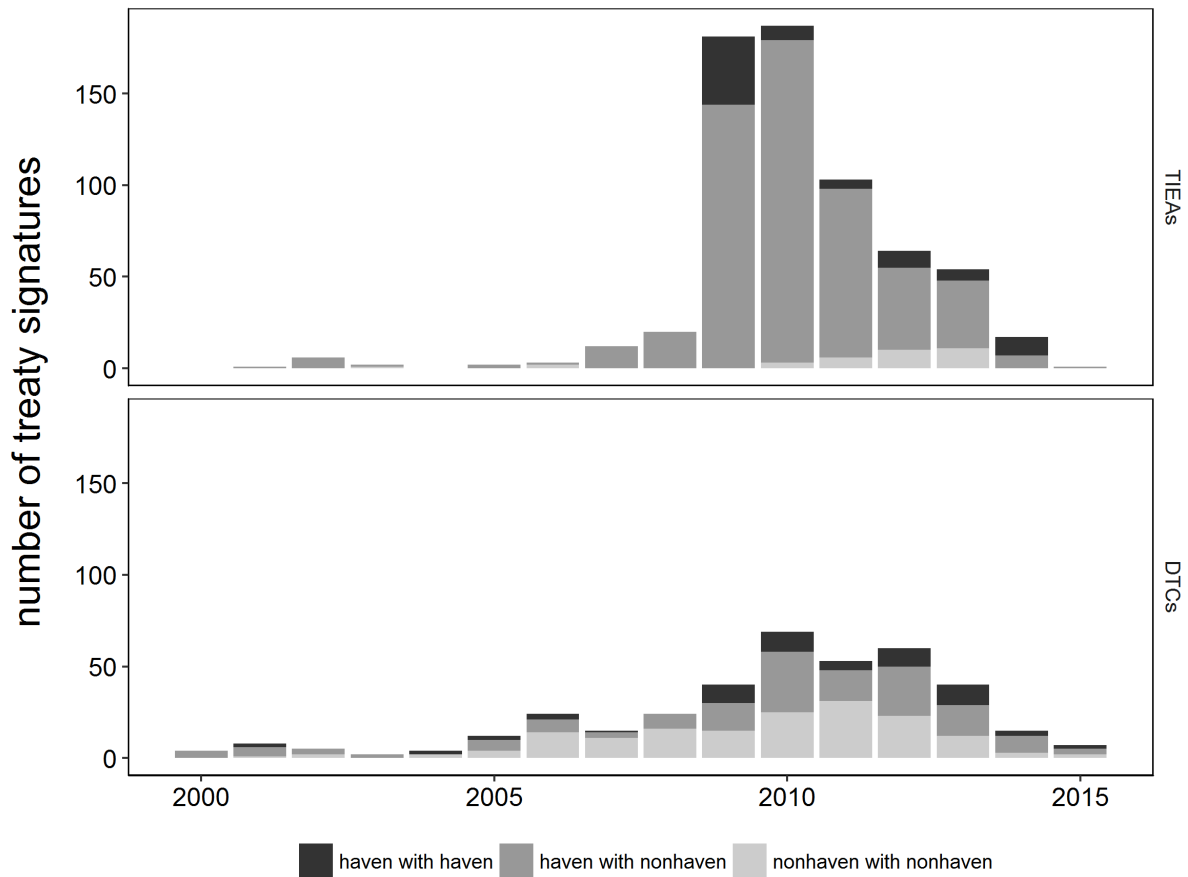 number of treaty signatures
150
100
50
0
TIEAs
150
100
50
0
DTCs
2000 2005 2010 2015
haven with haven haven with nonhaven nonhaven with nonhaven